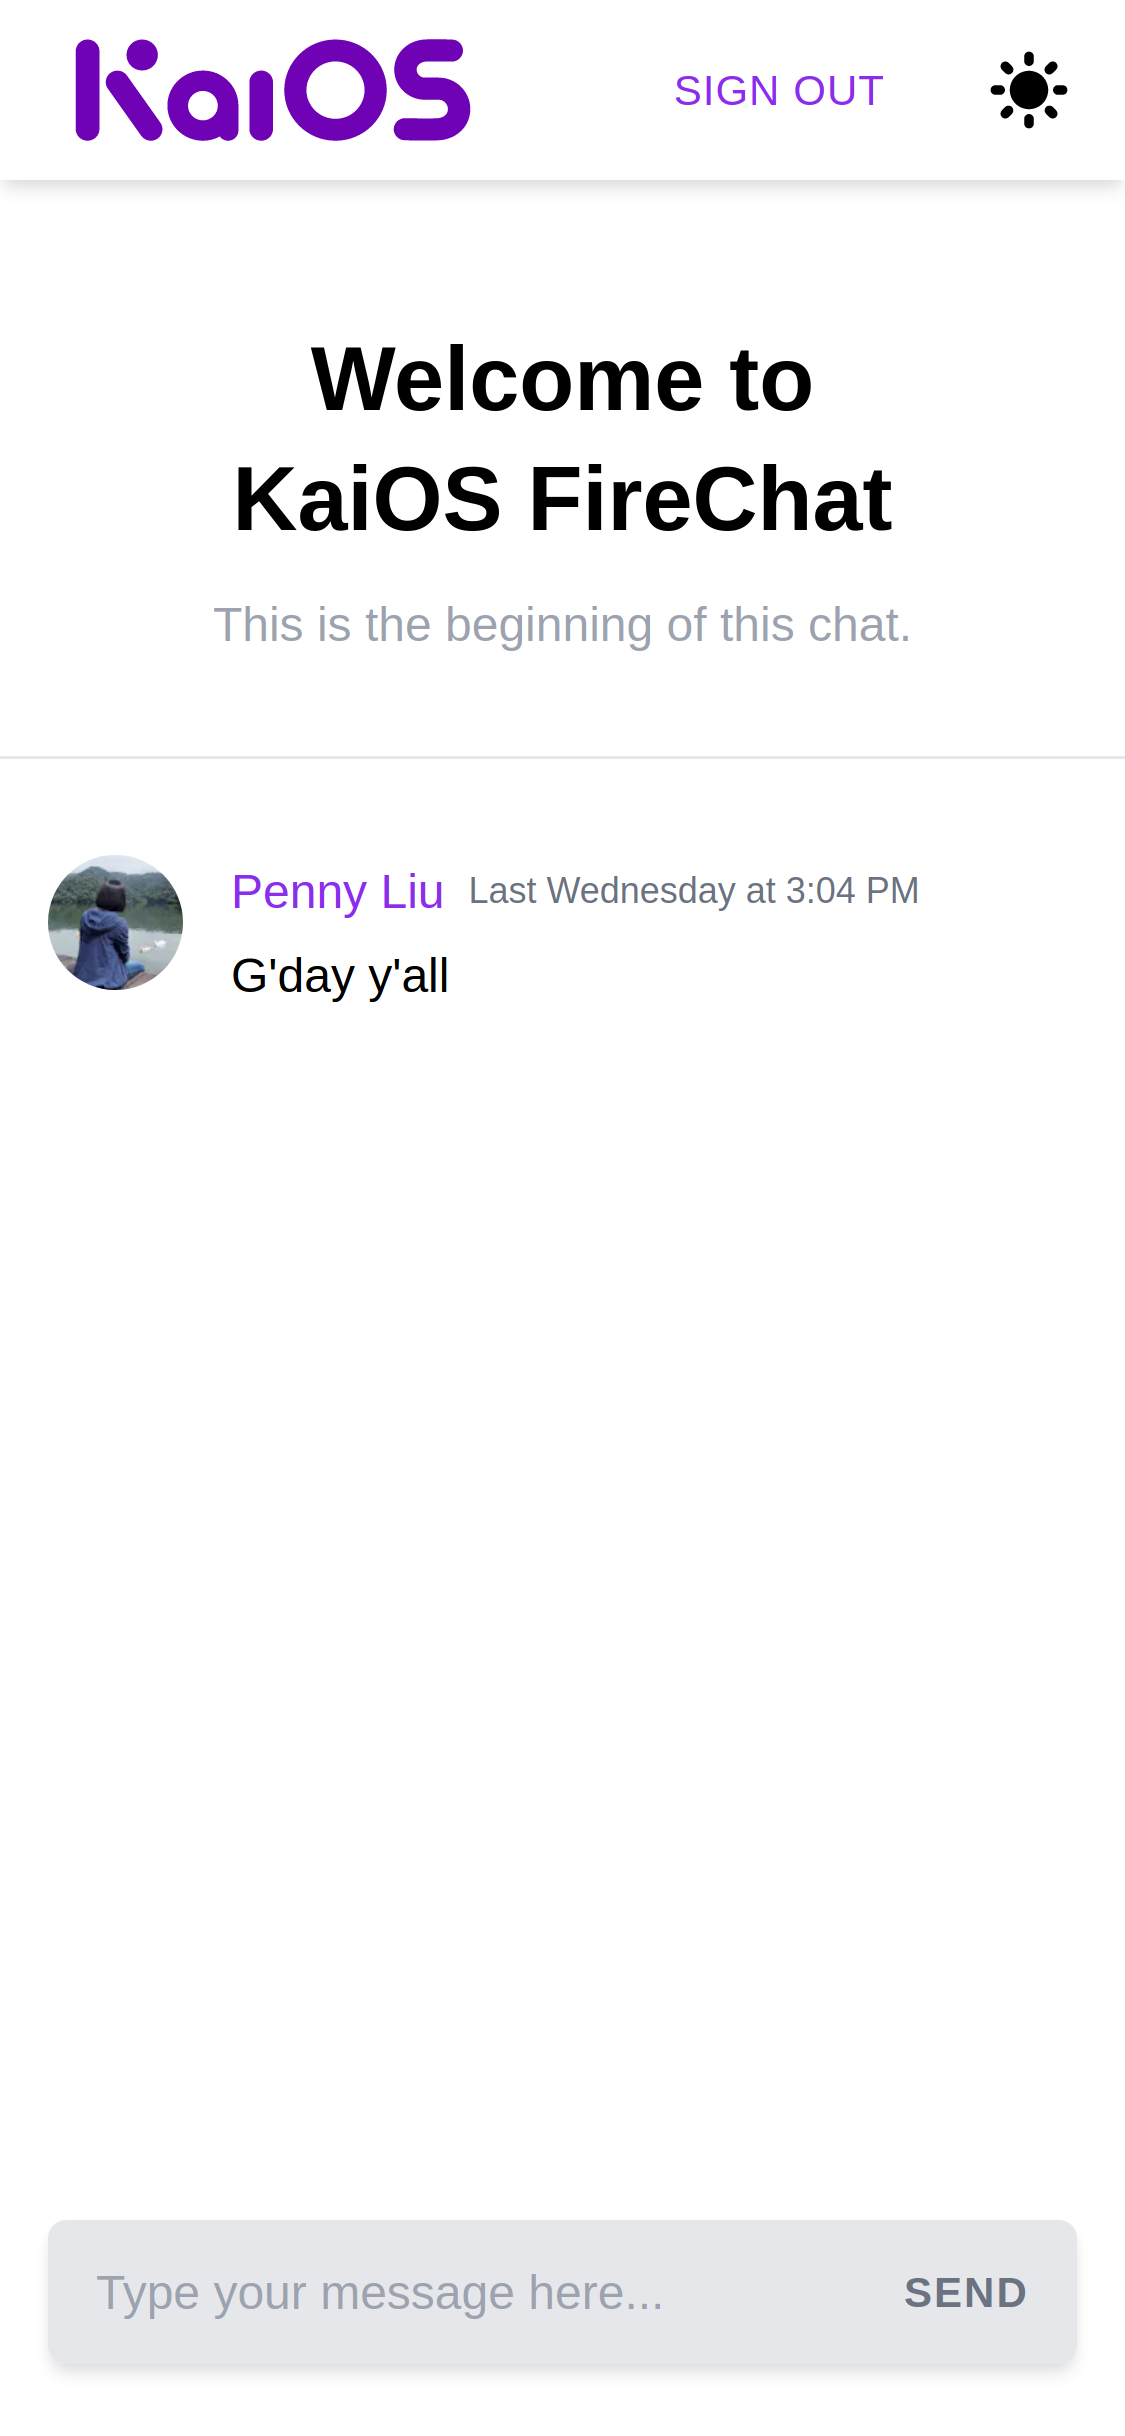 KaiOS
SIGN OUT
Welcome to
KaiOS FireChat
This is the beginning of this chat.
Penny Liu Last Wednesday at 3:04 PM
G'day y'all
Type your message here...
SEND